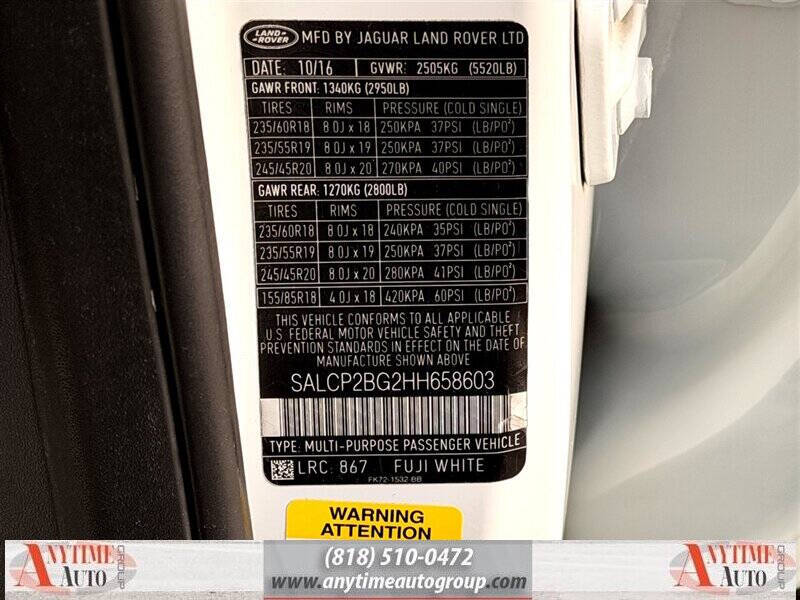 LAND ROVER MFD BY JAGUAR LAND ROVER LTD
DATE: 10/16 GVWR: 2505KG (5520LB)
GAWR FRONT: 1340KG (2950LB)
TIRES RIMS PRESSURE (COLD SINGLE)
235/60R18 8.0J x 18 250KPA 37PSI (LB/PO²)
235/55R19 8.0J x 19 250KPA 37PSI (LB/PO²)
245/45R20 8.0J x 20 270KPA 40PSI (LB/PO²)
GAWR REAR: 1270KG (2800LB)
TIRES RIMS PRESSURE (COLD SINGLE)
235/60R18 8.0J x 18 240KPA 35PSI (LB/PO²)
235/55R19 8.0J x 19 250KPA 37PSI (LB/PO²)
245/45R20 8.0J x 20 280KPA 41PSI (LB/PO²)
155/85R18 4.0J x 18 420KPA 60PSI (LB/PO²)
THIS VEHICLE CONFORMS TO ALL APPLICABLE
U.S. FEDERAL MOTOR VEHICLE SAFETY AND THEFT
PREVENTION STANDARDS IN EFFECT ON THE DATE OF
MANUFACTURE SHOWN ABOVE
SALCP2BG2HH658603
TYPE: MULTI-PURPOSE PASSENGER VEHICLE
LRC: 867 FUJI WHITE
FK72-1532-BB
WARNING
ATTENTION
ANYTIME AUTO GROUP
(818) 510-0472
www.anytimeautogroup.com
ANYTIME AUTO GROUP